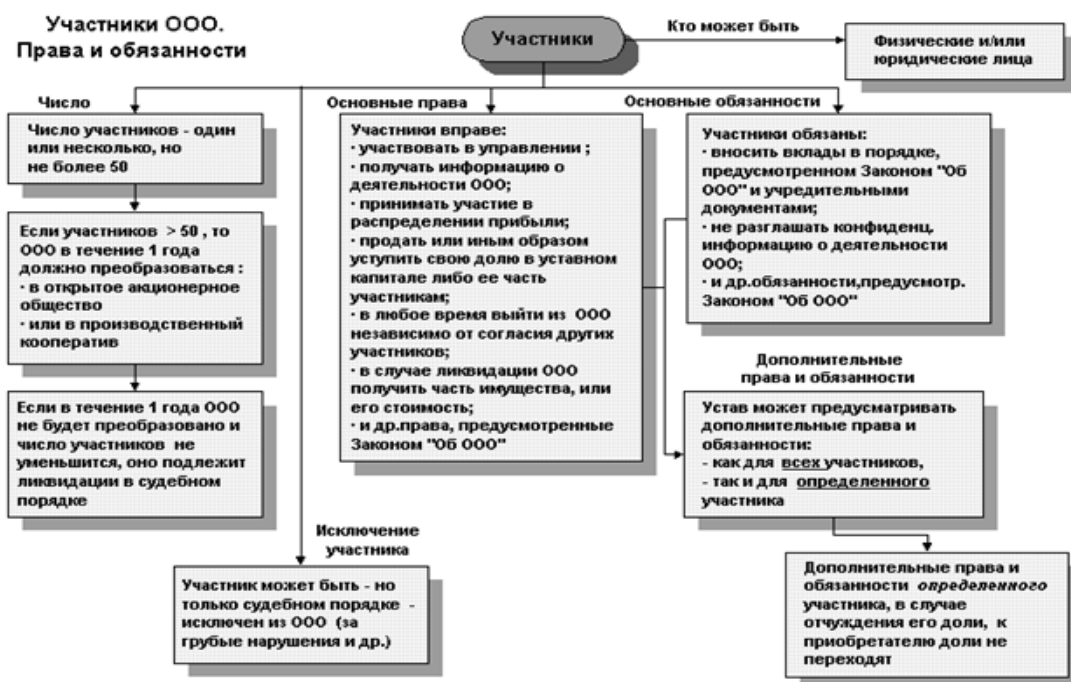 Участники ООО.
Права и обязанности
Участники
Кто может быть
Физические и/или
юридические лица
Число
Число участников - один
или несколько, но
не более 50
Если участников > 50 , то
ООО в течение 1 года
должно преобразоваться :
· в открытое акционерное
общество
· или в производственный
кооператив
Если в течение 1 года ООО
не будет преобразовано и
число участников не
уменьшится, оно подлежит
ликвидации в судебном
порядке
Исключение
участника
Участник может быть - но
только судебном порядке -
исключен из ООО (за
грубые нарушения и др.)
Основные права
Участники вправе:
· участвовать в управлении ;
· получать информацию о
деятельности ООО;
· принимать участие в
распределении прибыли;
· продать или иным образом
уступить свою долю в уставном
капитале либо ее часть
участникам;
· в любое время выйти из ООО
независимо от согласия других
участников;
· в случае ликвидации ООО
получить часть имущества, или
его стоимость;
· и др.права, предусмотренные
Законом "Об ООО"
Основные обязанности
Участники обязаны:
· вносить вклады в порядке,
предусмотренном Законом "Об
ООО" и учредительными
документами;
· не разглашать конфиденц.
информацию о деятельности
ООО;
· и др.обязанности,предусмотр.
Законом "Об ООО"
Дополнительные
права и обязанности
Устав может предусматривать
дополнительные права и
обязанности:
- как для всех участников,
- так и для определенного
участника
Дополнительные права и
обязанности определенного
участника, в случае
отчуждения его доли, к
приобретателю доли не
переходят